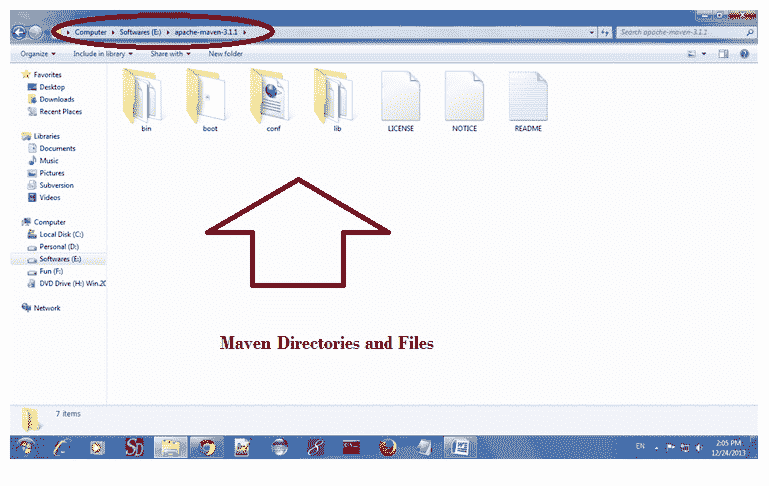 Computer ▸ Softwares (E:) ▸ apache-maven-3.1.1 ▸
Search apache-maven-3.1.1
Organize Include in library Share with New folder
Favorites
Desktop
Downloads
Recent Places
Libraries
Documents
Music
Pictures
Subversion
Videos
Computer
Local Disk (C:)
Personal (D:)
Softwares (E:)
Fun (F:)
DVD Drive (H:) Win.20
Network
bin boot conf lib LICENSE NOTICE README
Maven Directories and Files
7 items
EN
2:05 PM
12/24/2013